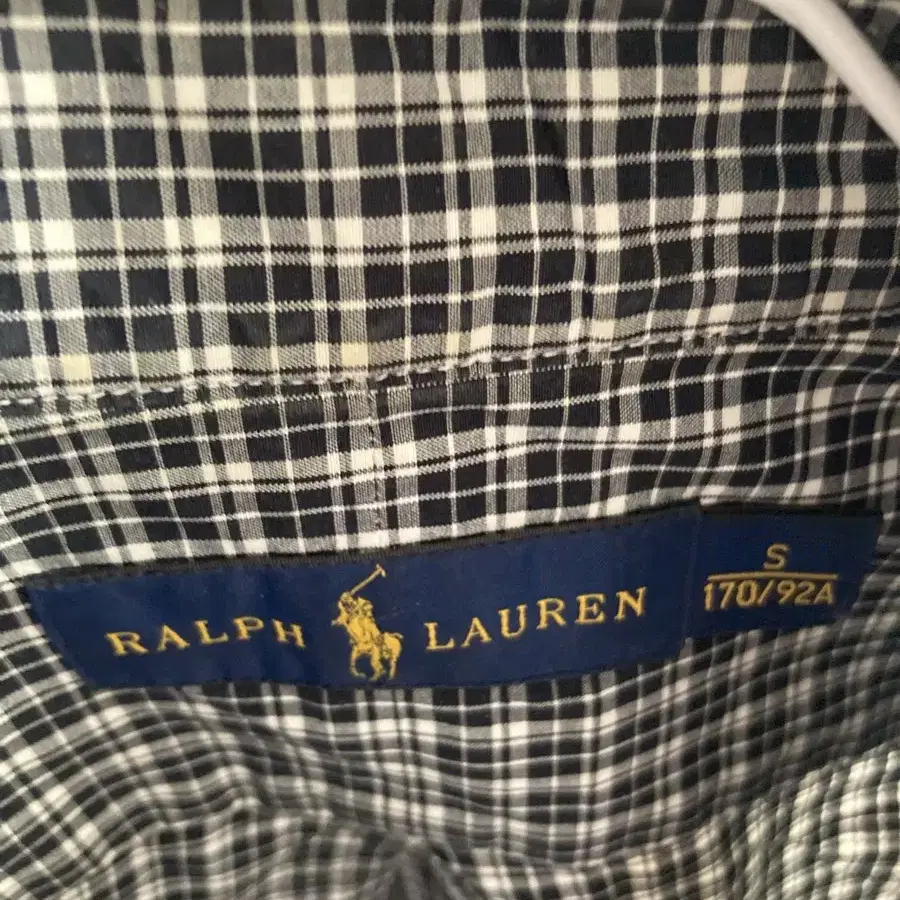 RALPH LAUREN
S
170/92A